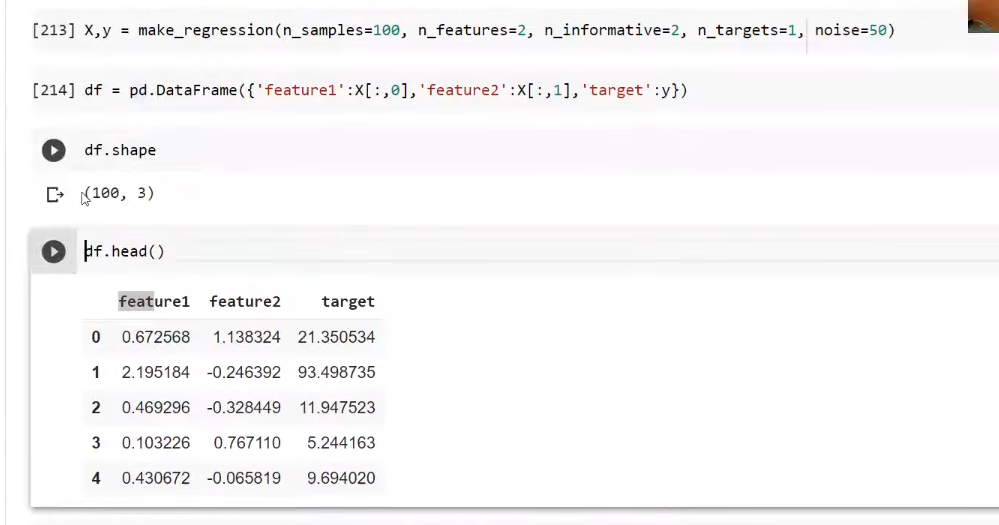 [213] X,y = make_regression(n_samples=100, n_features=2, n_informative=2, n_targets=1, noise=50)
[214] df = pd.DataFrame({'feature1':X[:,0],'feature2':X[:,1],'target':y})
df.shape
(100, 3)
df.head()
feature1 feature2 target
0 0.672568 1.138324 21.350534
1 2.195184 -0.246392 93.498735
2 0.469296 -0.328449 11.947523
3 0.103226 0.767110 5.244163
4 0.430672 -0.065819 9.694020